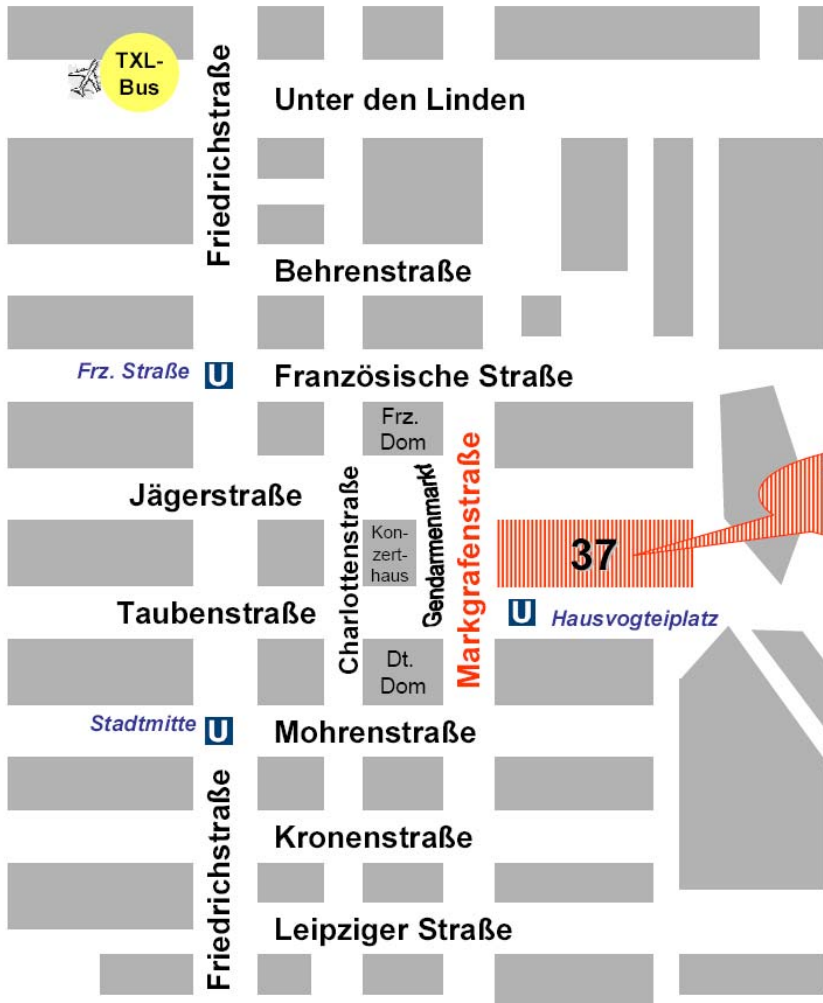 TXL-
Bus
Friedrichstraße
Unter den Linden
Behrenstraße
Frz. Straße
U
Französische Straße
Frz.
Dom
Jägerstraße
Charlottenstraße
Gendarmenmarkt
Markgrafenstraße
Kon-
zert-
haus
37
Taubenstraße
U
Hausvogteiplatz
Dt.
Dom
Stadtmitte
U
Mohrenstraße
Friedrichstraße
Kronenstraße
Leipziger Straße